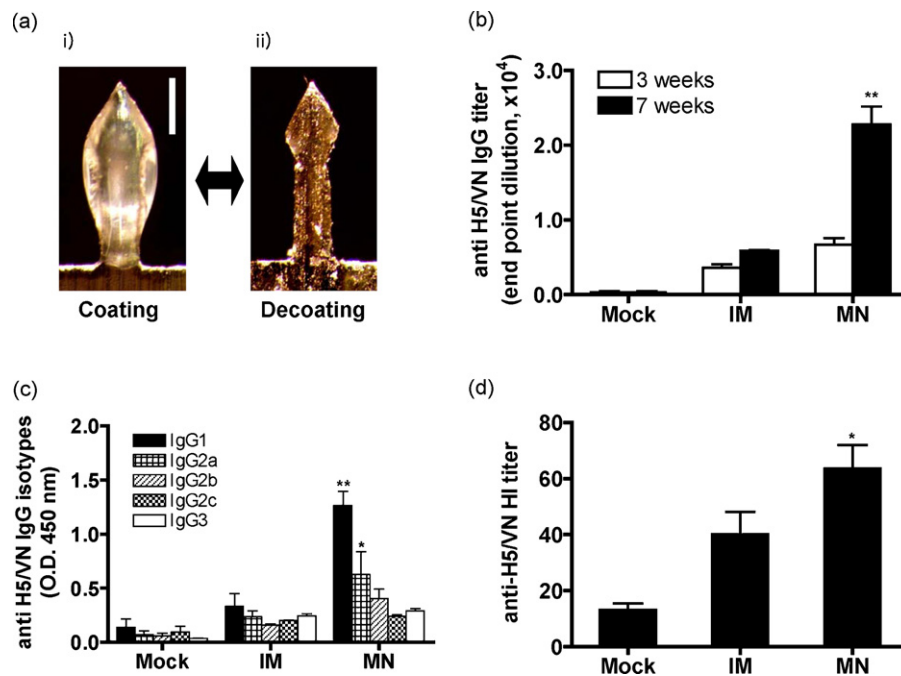 (a)
i)
ii)
Coating
Decoating
(b)
anti H5/VN IgG titer
(end point dilution, x10⁴)
3.0
2.0
1.0
0.0
3 weeks
7 weeks
**
Mock
IM
MN
(c)
anti H5/VN IgG isotypes
(O.D. 450 nm)
2.0
1.5
1.0
0.5
0.0
IgG1
IgG2a
IgG2b
IgG2c
IgG3
**
*
Mock
IM
MN
(d)
anti-H5/VN HI titer
80
60
40
20
0
*
Mock
IM
MN